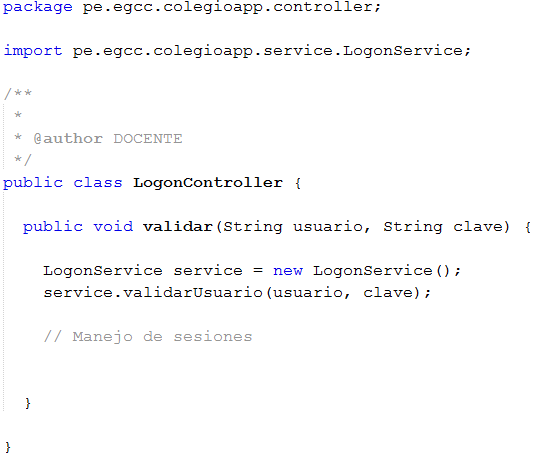 package pe.egcc.colegioapp.controller;
import pe.egcc.colegioapp.service.LogonService;
/**
 *
 * @author DOCENTE
 */
public class LogonController {
  public void validar(String usuario, String clave) {
    LogonService service = new LogonService();
    service.validarUsuario(usuario, clave);
    // Manejo de sesiones
  }
}